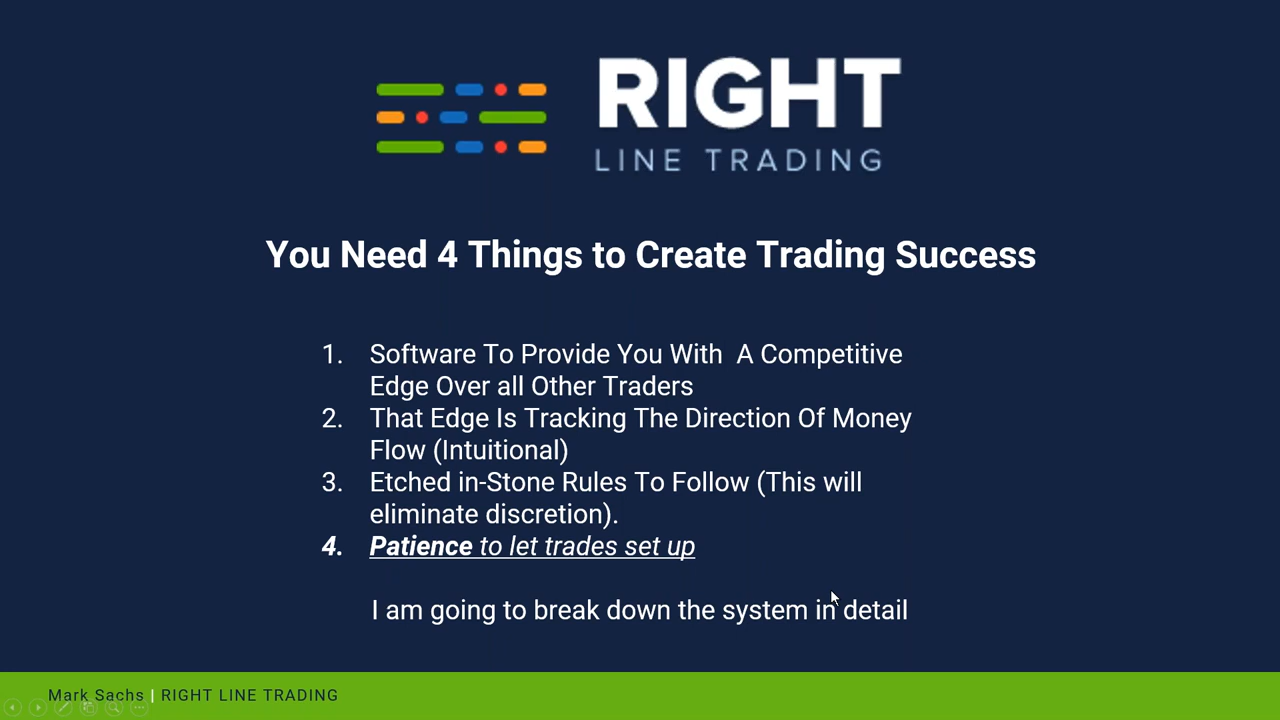 RIGHT
LINE TRADING
You Need 4 Things to Create Trading Success
1. Software To Provide You With  A Competitive
Edge Over all Other Traders
2. That Edge Is Tracking The Direction Of Money
Flow (Intuitional)
3. Etched in-Stone Rules To Follow (This will
eliminate discretion).
4. Patience to let trades set up
I am going to break down the system in detail
Mark Sachs | RIGHT LINE TRADING